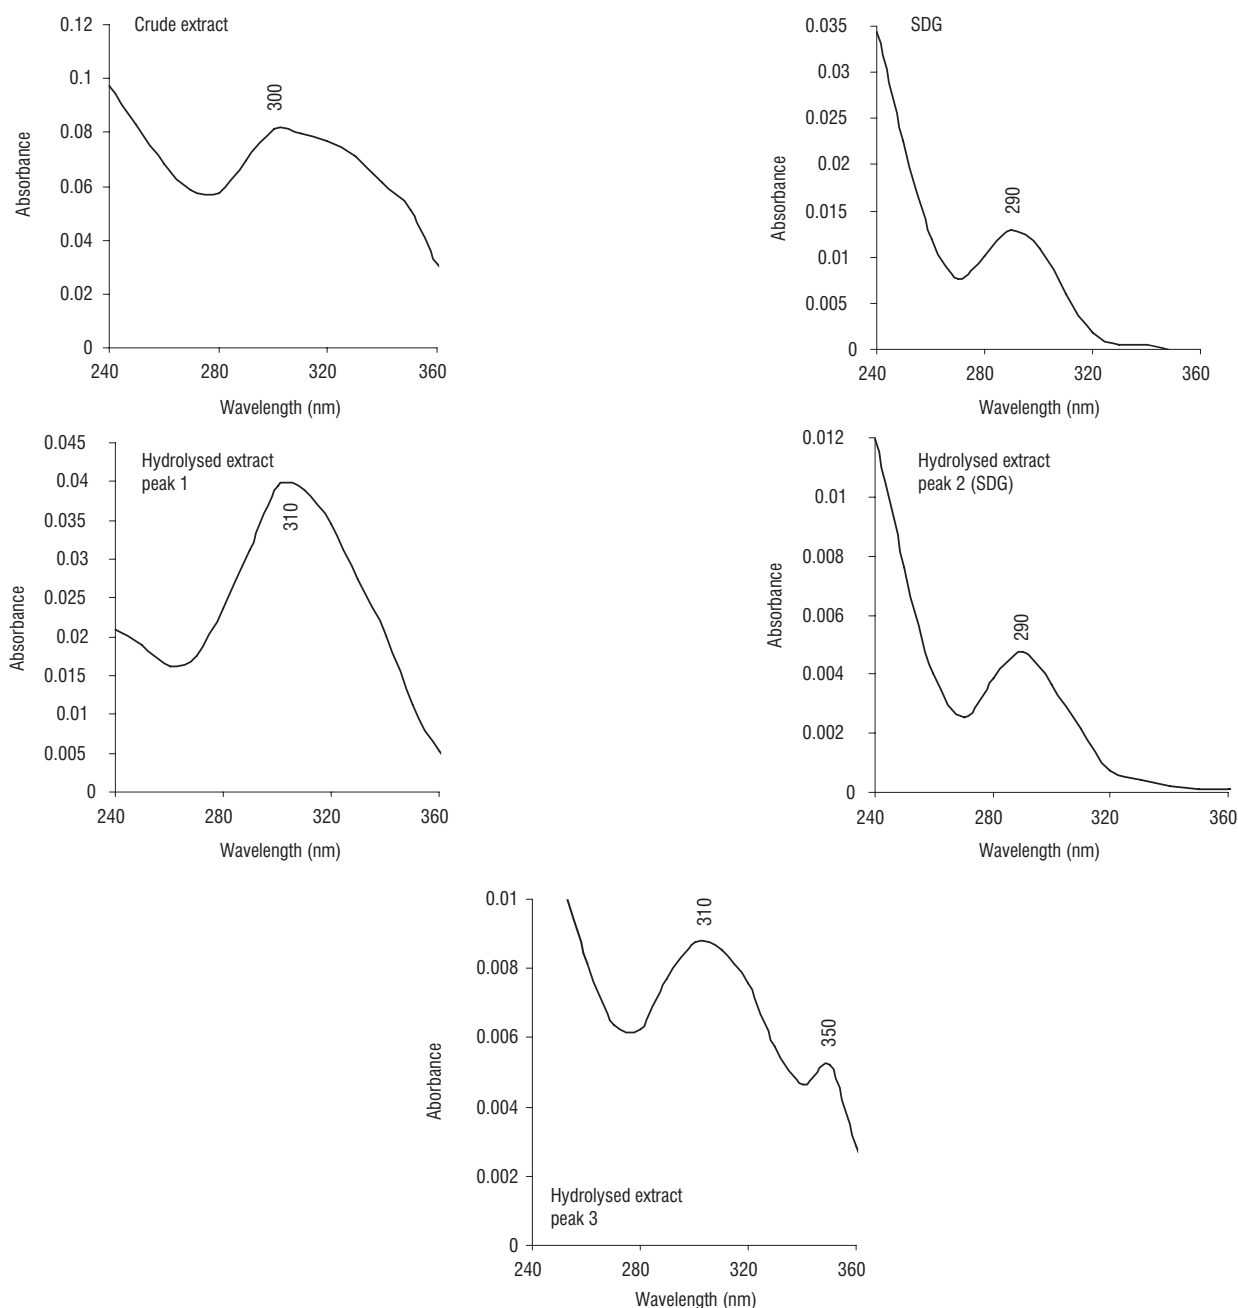 Crude extract
0.12
0.1
0.08
0.06
0.04
0.02
0
300
Absorbance
240 280 320 360
Wavelength (nm)
SDG
0.035
0.03
0.025
0.02
0.015
0.01
0.005
0
290
Absorbance
240 280 320 360
Wavelength (nm)
Hydrolysed extract
peak 1
0.045
0.04
0.035
0.03
0.025
0.02
0.015
0.01
0.005
0
310
Absorbance
240 280 320 360
Wavelength (nm)
Hydrolysed extract
peak 2 (SDG)
0.012
0.01
0.008
0.006
0.004
0.002
0
290
Absorbance
240 280 320 360
Wavelength (nm)
0.01
0.008
0.006
0.004
0.002
0
310
350
Aborbance
Hydrolysed extract
peak 3
240 280 320 360
Wavelength (nm)